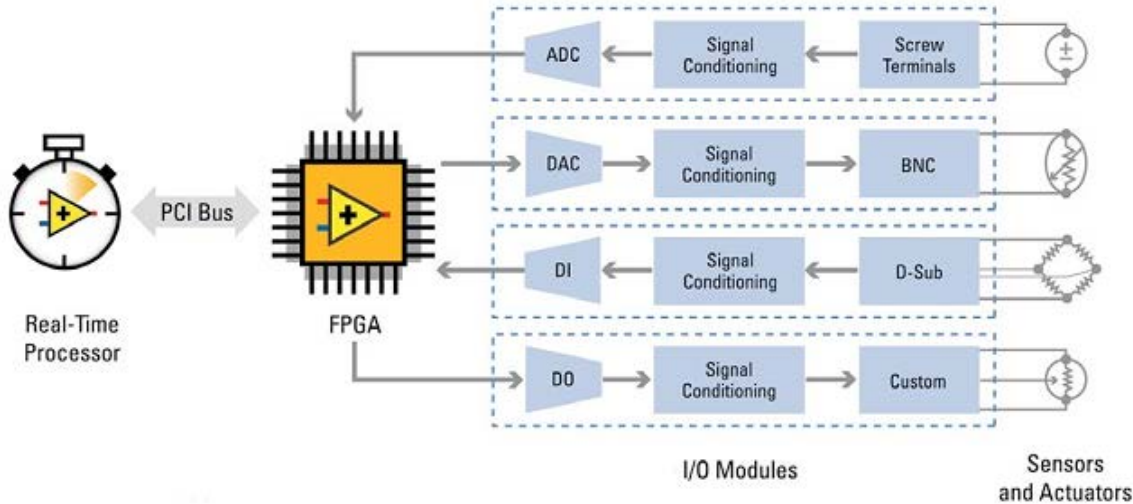 ADC
Signal
Conditioning
Screw
Terminals
±
DAC
Signal
Conditioning
BNC
PCI Bus
DI
Signal
Conditioning
D-Sub
Real-Time
Processor
FPGA
DO
Signal
Conditioning
Custom
I/O Modules
Sensors
and Actuators